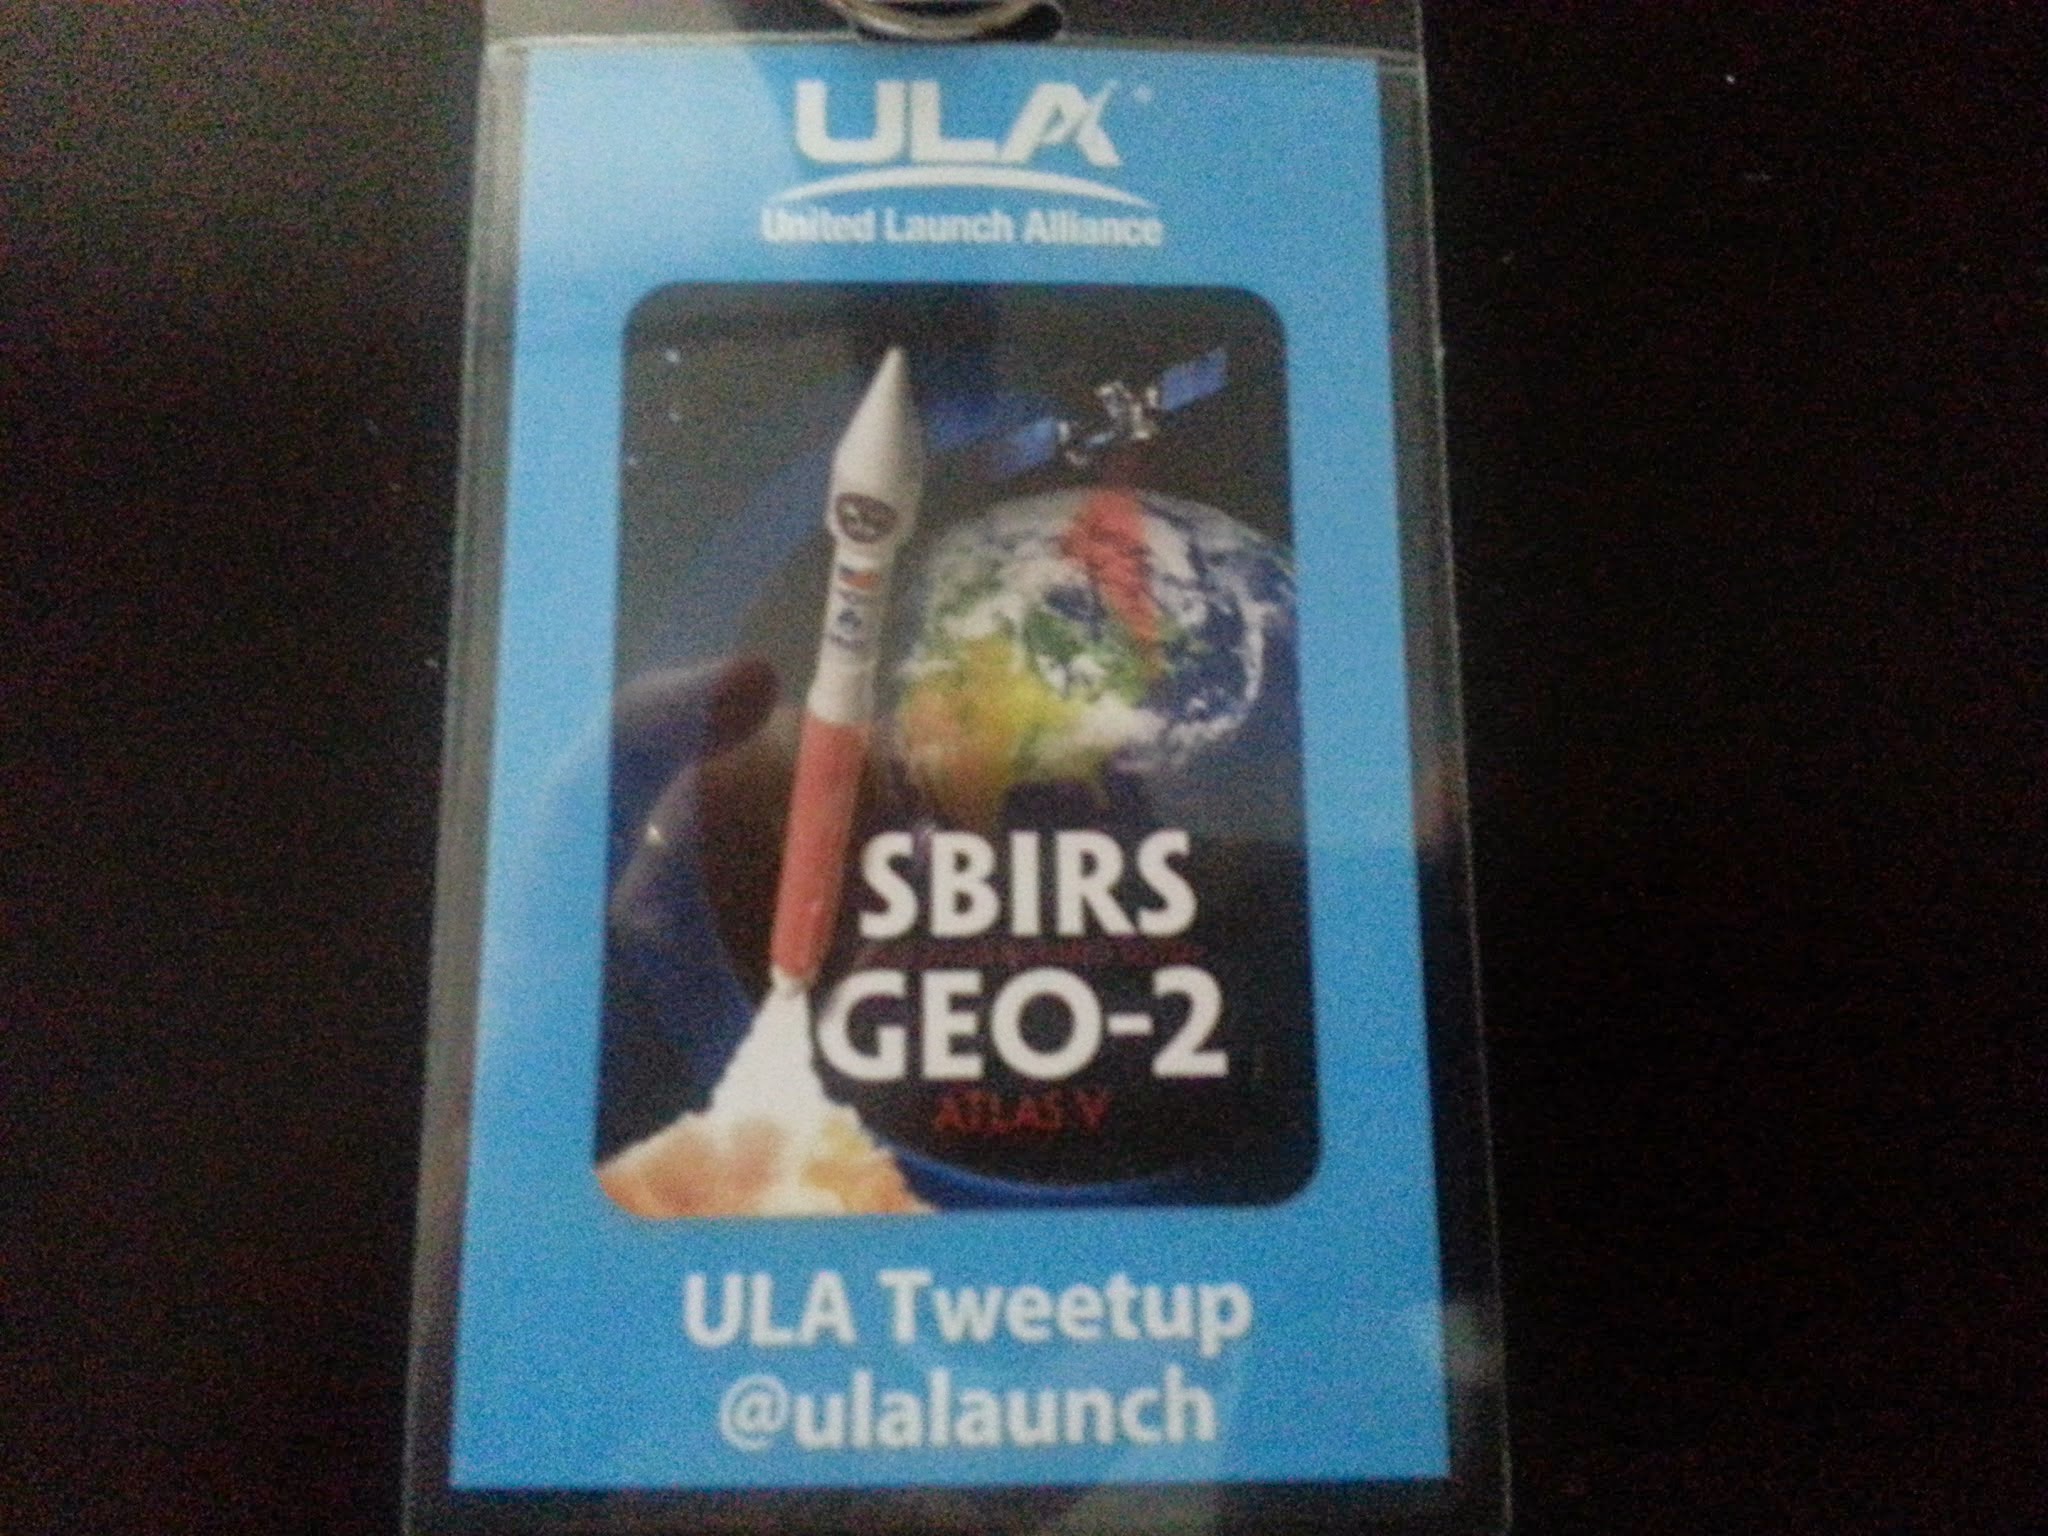 ULA
United Launch Alliance
SBIRS
GEO-2
ATLAS V
ULA Tweetup
@ulalaunch